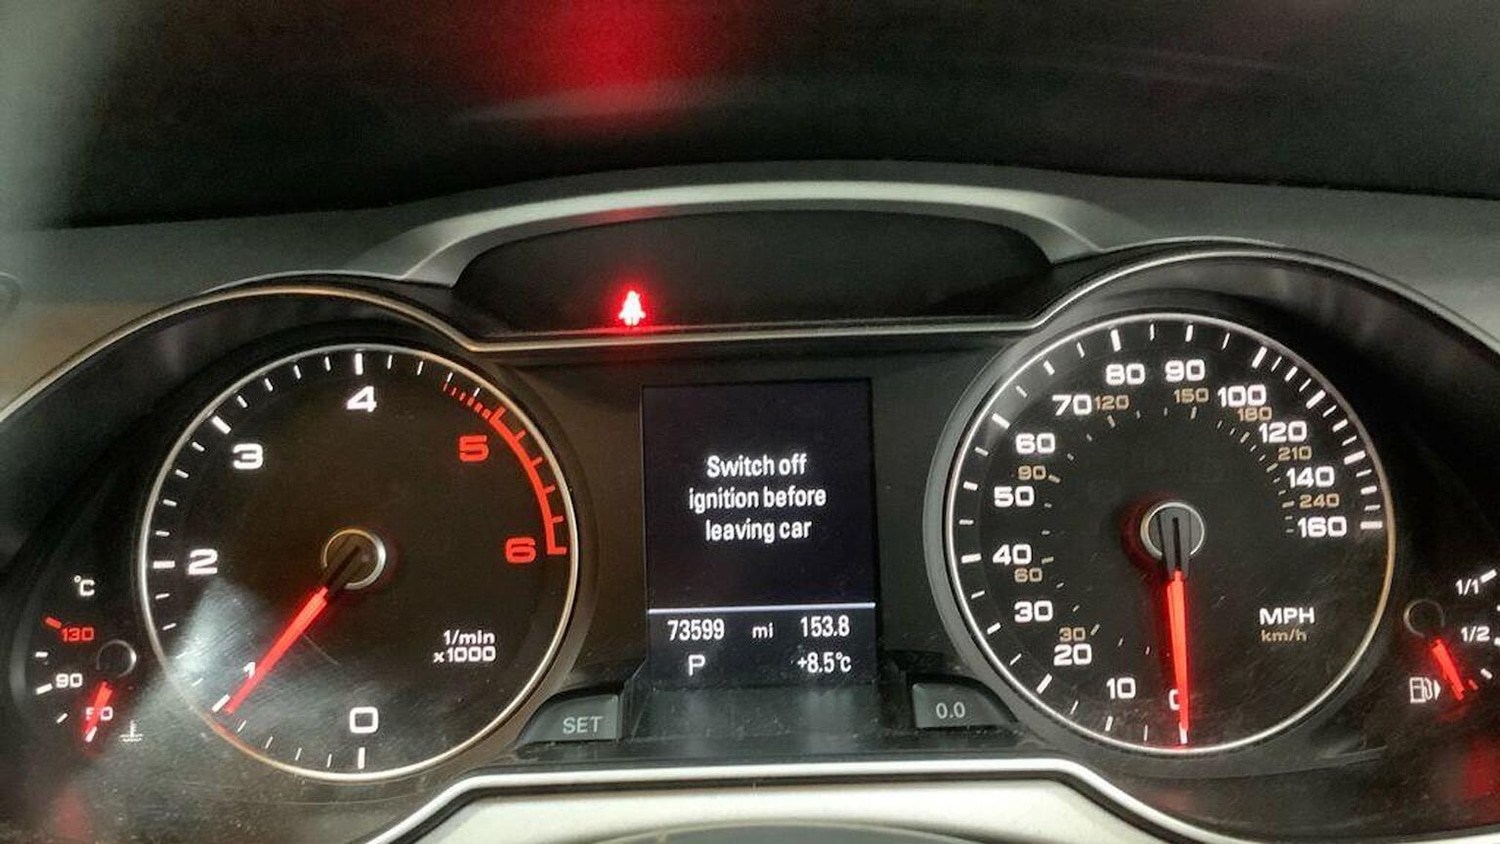 4
3
5
2
6
1
0
1/min
x1000
°C
130
90
50
SET
Switch off
ignition before
leaving car
73599 mi 153.8
P +8.5°C
0.0
80 90
70 120 150 100
180
60 120
210
90 140
50 240
160
40
60
30
30
20
10 0
MPH
km/h
1/1
1/2